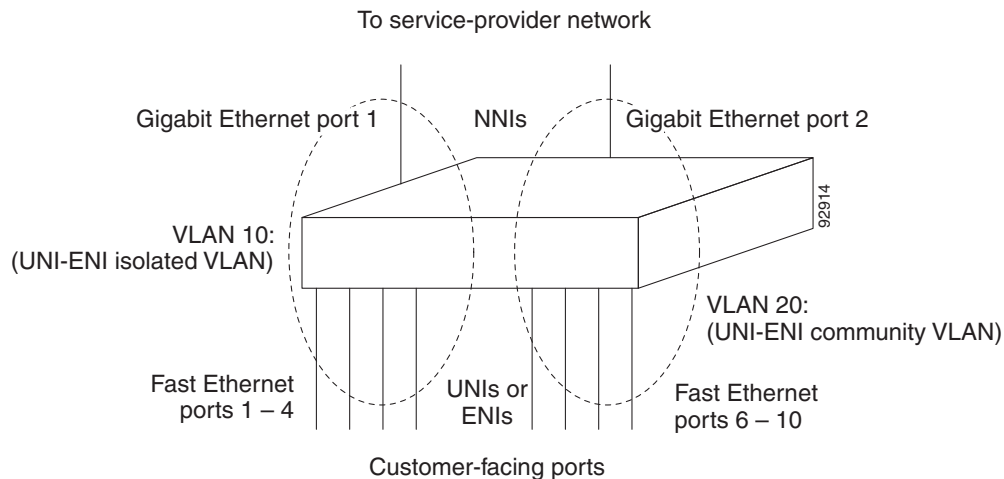 To service-provider network
Gigabit Ethernet port 1
NNIs
Gigabit Ethernet port 2
92914
VLAN 10:
(UNI-ENI isolated VLAN)
VLAN 20:
(UNI-ENI community VLAN)
Fast Ethernet
ports 1 – 4
UNIs or
ENIs
Fast Ethernet
ports 6 – 10
Customer-facing ports